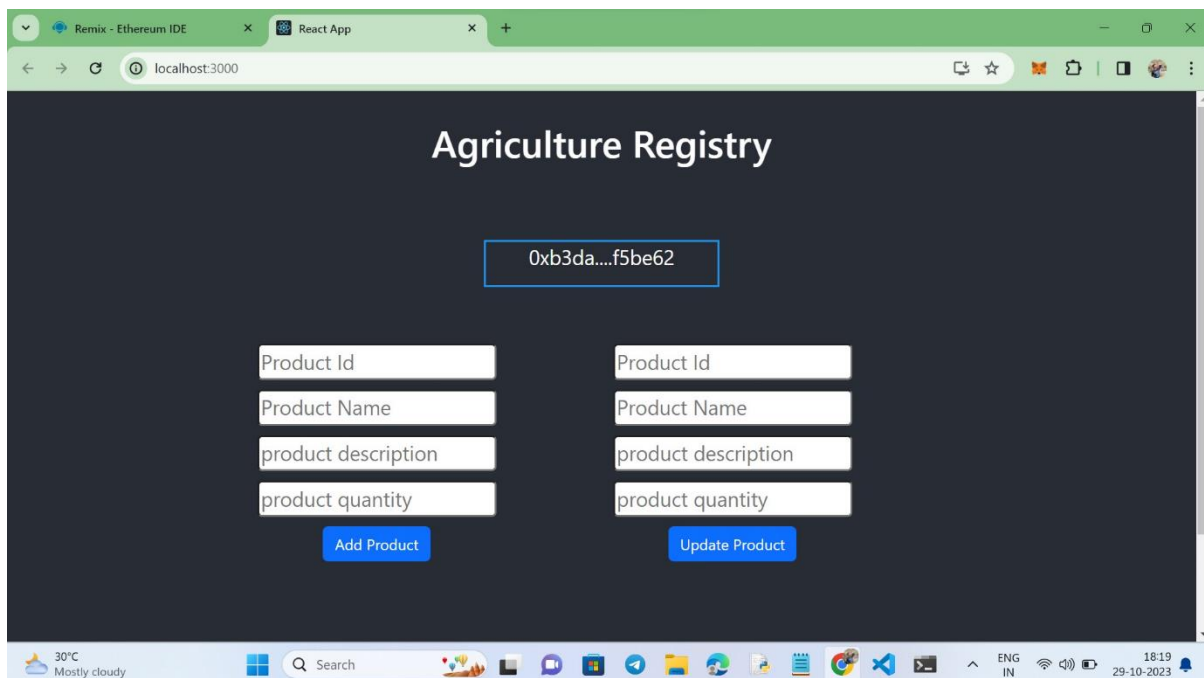 Remix - Ethereum IDE
React App
localhost:3000
Agriculture Registry
0xb3da....f5be62
Product Id
Product Id
Product Name
Product Name
product description
product description
product quantity
product quantity
Add Product
Update Product
30°C
Mostly cloudy
Search
ENG
IN
18:19
29-10-2023